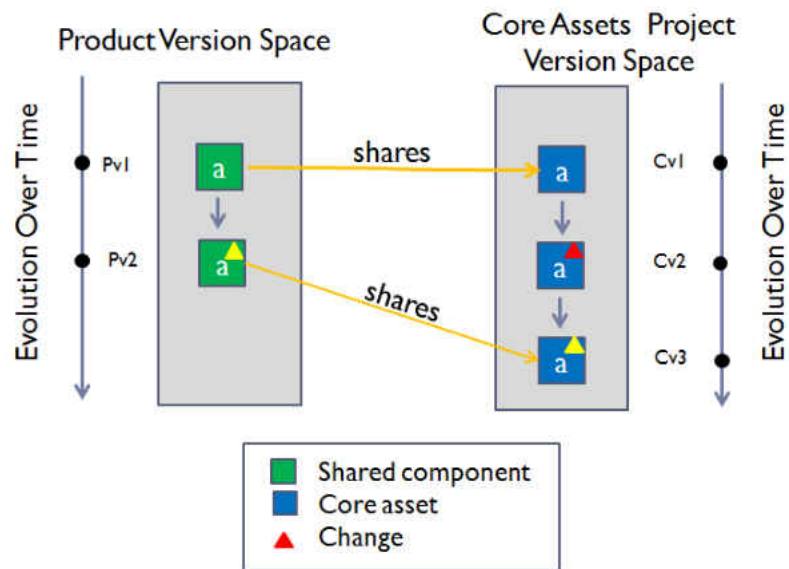 Product Version Space
Core Assets Project
Version Space
Evolution Over Time
Pv1
Pv2
a
a
shares
shares
a
a
a
Cv1
Cv2
Cv3
Evolution Over Time
Shared component
Core asset
Change